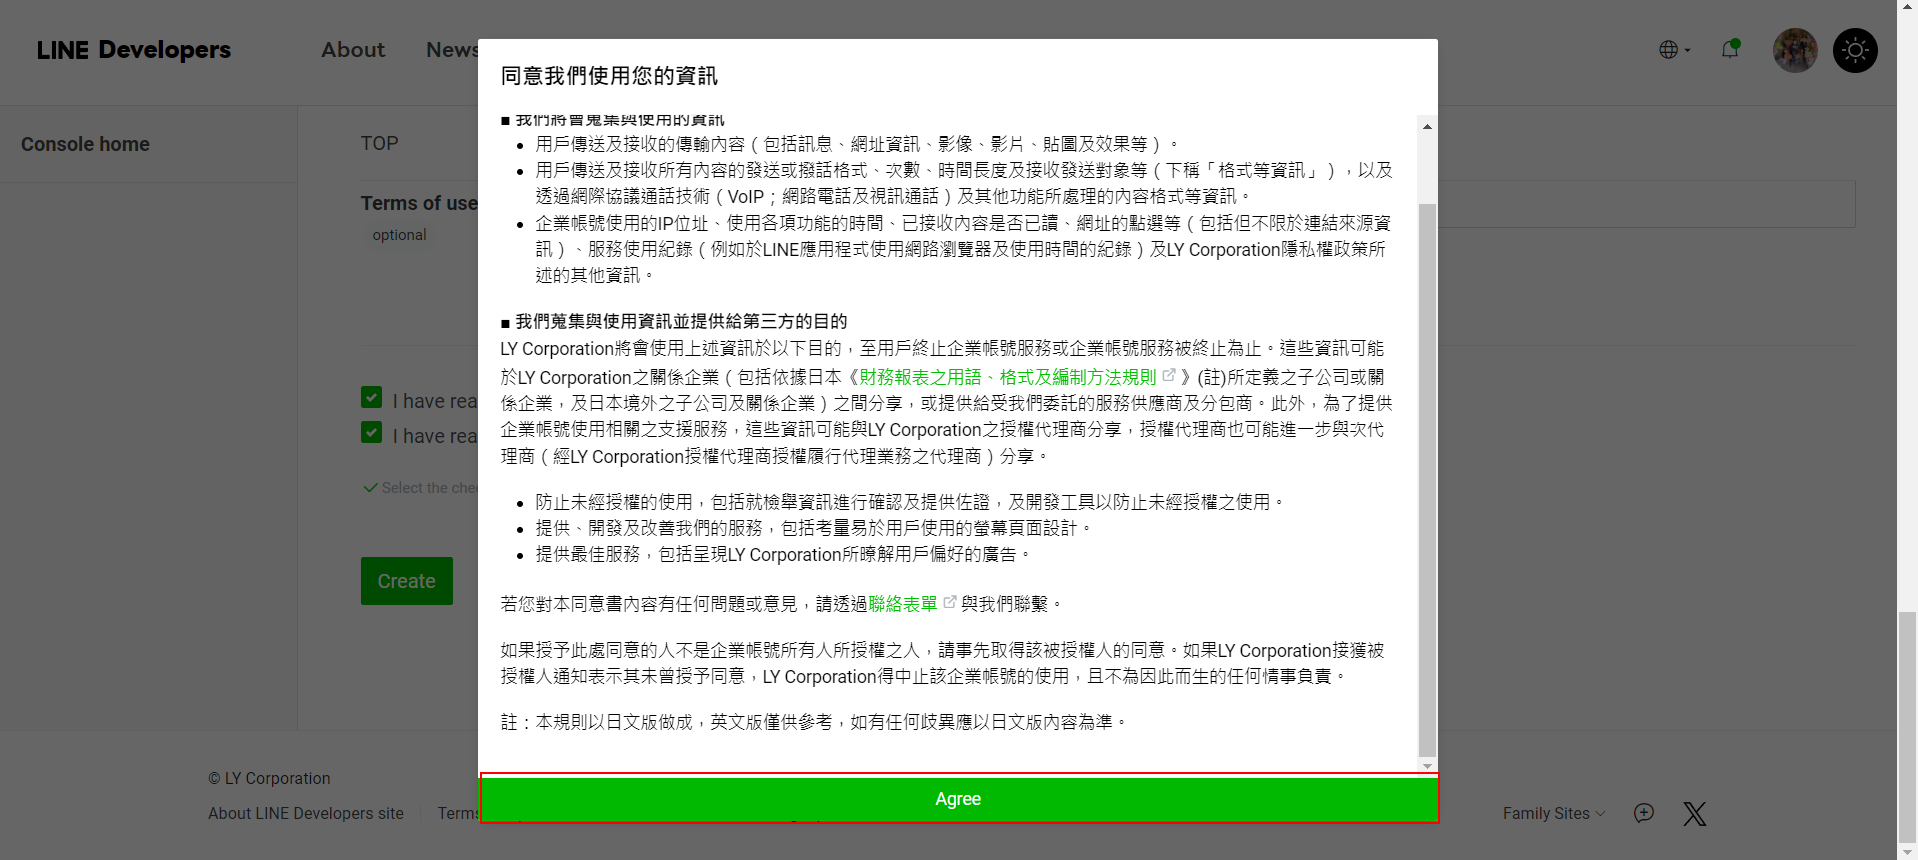 LINE Developers
About
News
Console home
TOP
Terms of use
optional
I have rea
I have rea
Select the che
Create
同意我們使用您的資訊
■ 我們將會蒐集與使用的資訊
• 用戶傳送及接收的傳輸內容（包括訊息、網址資訊、影像、影片、貼圖及效果等）。
• 用戶傳送及接收所有內容的發送或撥話格式、次數、時間長度及接收發送對象等（下稱「格式等資訊」），以及
透過網際協議通話技術（VoIP；網路電話及視訊通話）及其他功能所處理的內容格式等資訊。
• 企業帳號使用的IP位址、使用各項功能的時間、已接收內容是否已讀、網址的點選等（包括但不限於連結來源資
訊）、服務使用紀錄（例如於LINE應用程式使用網路瀏覽器及使用時間的紀錄）及LY Corporation隱私權政策所
述的其他資訊。
■ 我們蒐集與使用資訊並提供給第三方的目的
LY Corporation將會使用上述資訊於以下目的，至用戶終止企業帳號服務或企業帳號服務被終止為止。這些資訊可能
於LY Corporation之關係企業（包括依據日本《財務報表之用語、格式及編制方法規則》(註)所定義之子公司或關
係企業，及日本境外之子公司及關係企業）之間分享，或提供給受我們委託的服務供應商及分包商。此外，為了提供
企業帳號使用相關之支援服務，這些資訊可能與LY Corporation之授權代理商分享，授權代理商也可能進一步與次代
理商（經LY Corporation授權代理商授權履行代理業務之代理商）分享。
• 防止未經授權的使用，包括就檢舉資訊進行確認及提供佐證，及開發工具以防止未經授權之使用。
• 提供、開發及改善我們的服務，包括考量易於用戶使用的螢幕頁面設計。
• 提供最佳服務，包括呈現LY Corporation所暸解用戶偏好的廣告。
若您對本同意書內容有任何問題或意見，請透過聯絡表單與我們聯繫。
如果授予此處同意的人不是企業帳號所有人所授權之人，請事先取得該被授權人的同意。如果LY Corporation接獲被
授權人通知表示其未曾授予同意，LY Corporation得中止該企業帳號的使用，且不為因此而生的任何情事負責。
註：本規則以日文版做成，英文版僅供參考，如有任何歧異應以日文版內容為準。
Agree
© LY Corporation
About LINE Developers site
Terms
Family Sites